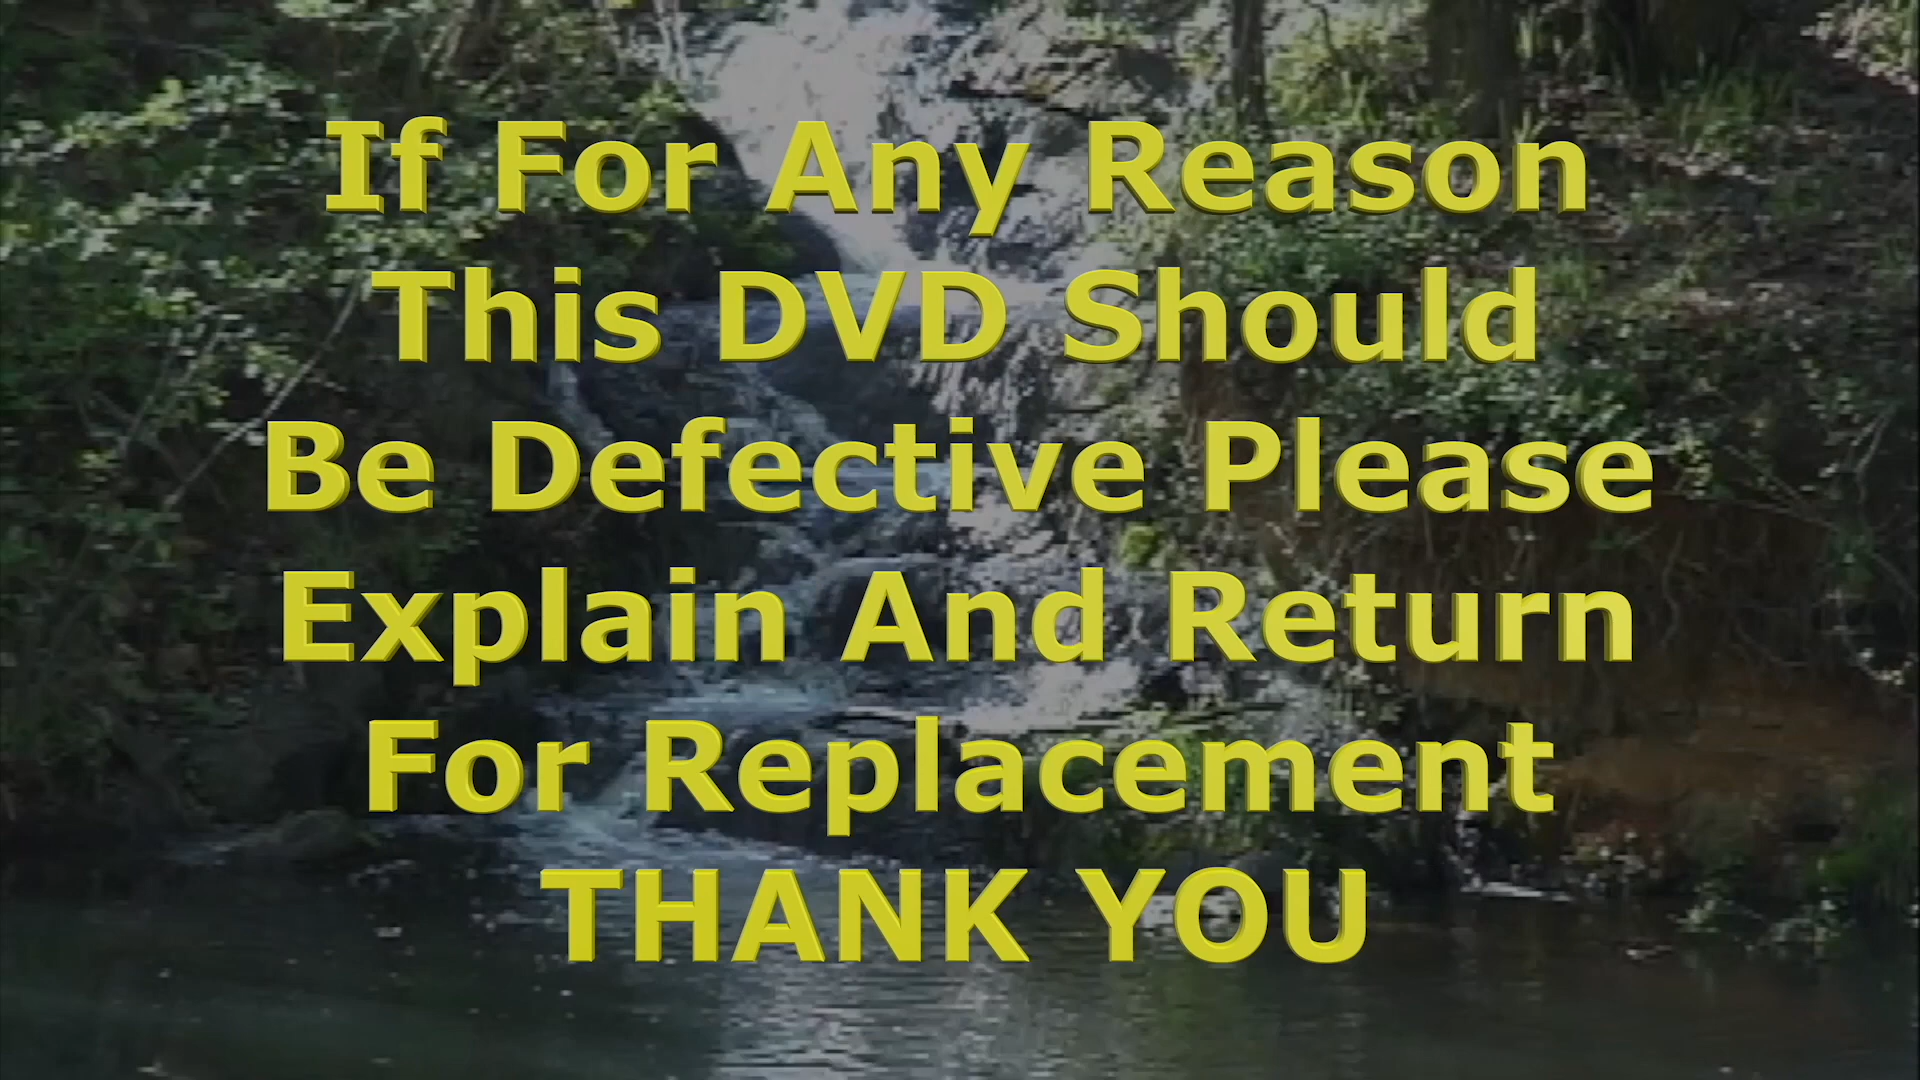 If For Any Reason
This DVD Should
Be Defective Please
Explain And Return
For Replacement
THANK YOU